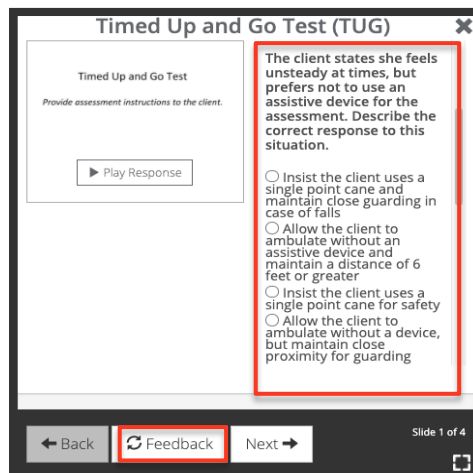 Timed Up and Go Test (TUG)
Timed Up and Go Test
Provide assessment instructions to the client.
Play Response
The client states she feels
unsteady at times, but
prefers not to use an
assistive device for the
assessment. Describe the
correct response to this
situation.
Insist the client uses a
single point cane and
maintain close guarding in
case of falls
Allow the client to
ambulate without an
assistive device and
maintain a distance of 6
feet or greater
Insist the client uses a
single point cane for safety
Allow the client to
ambulate without a device,
but maintain close
proximity for guarding
Back
Feedback
Next
Slide 1 of 4